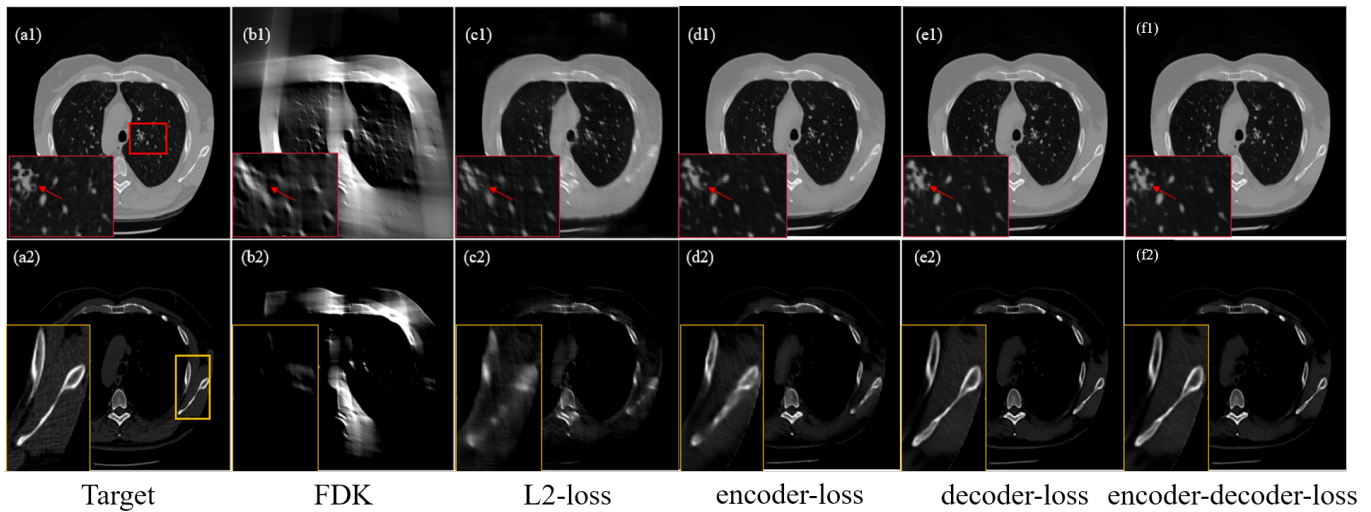 (a1) (b1) (c1) (d1) (e1) (f1)
(a2) (b2) (c2) (d2) (e2) (f2)
Target FDK L2-loss encoder-loss decoder-loss encoder-decoder-loss